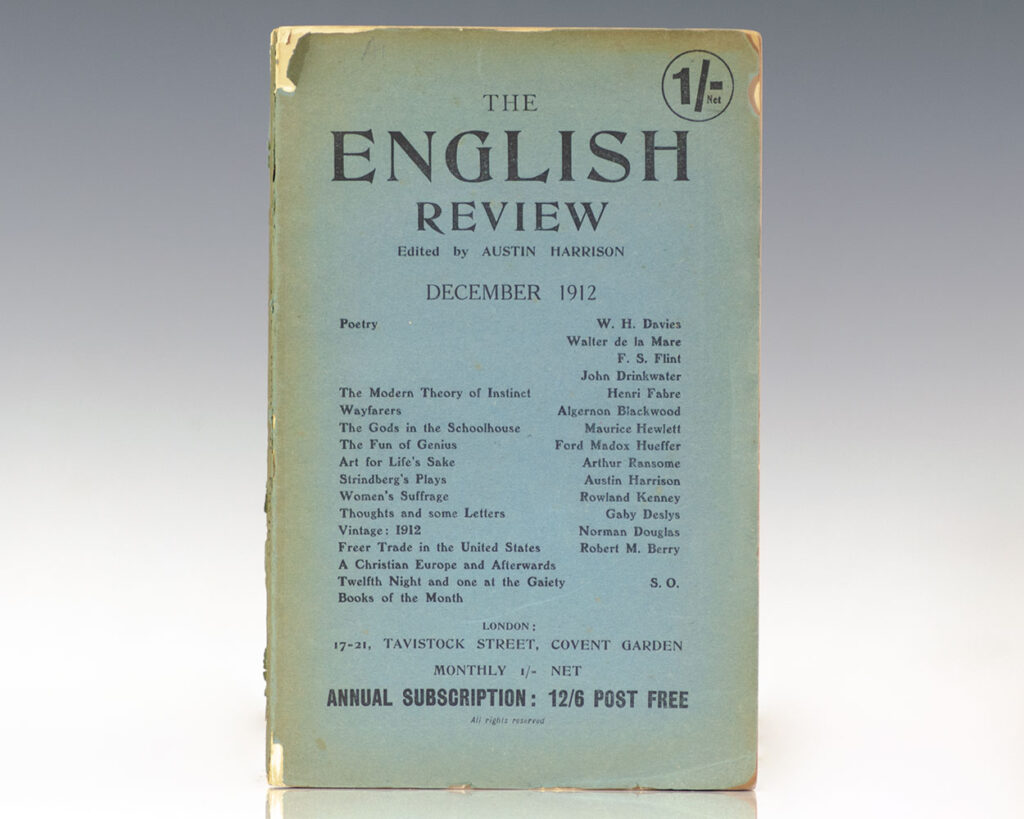 1/- Net
THE
ENGLISH
REVIEW
Edited by AUSTIN HARRISON
DECEMBER 1912
Poetry W. H. Davies
Walter de la Mare
F. S. Flint
John Drinkwater
The Modern Theory of Instinct Henri Fabre
Wayfarers Algernon Blackwood
The Gods in the Schoolhouse Maurice Hewlett
The Fun of Genius Ford Madox Hueffer
Art for Life's Sake Arthur Ransome
Strindberg's Plays Austin Harrison
Women's Suffrage Rowland Kenney
Thoughts and some Letters Gaby Deslys
Vintage: 1912 Norman Douglas
Freer Trade in the United States Robert M. Berry
A Christian Europe and Afterwards
Twelfth Night and one at the Gaiety S. O.
Books of the Month
LONDON:
17-21, TAVISTOCK STREET, COVENT GARDEN
MONTHLY 1/- NET
ANNUAL SUBSCRIPTION: 12/6 POST FREE
All rights reserved